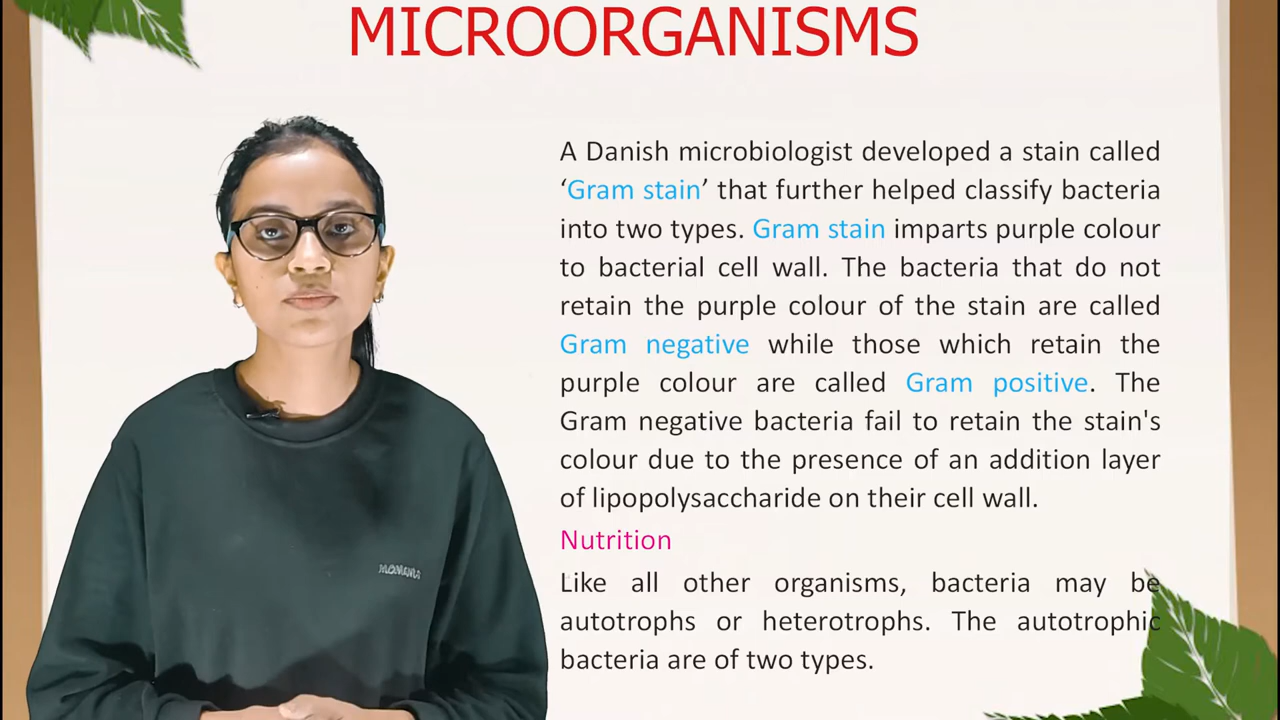 MICROORGANISMS
A Danish microbiologist developed a stain called
‘Gram stain’ that further helped classify bacteria
into two types. Gram stain imparts purple colour
to bacterial cell wall. The bacteria that do not
retain the purple colour of the stain are called
Gram negative while those which retain the
purple colour are called Gram positive. The
Gram negative bacteria fail to retain the stain's
colour due to the presence of an addition layer
of lipopolysaccharide on their cell wall.
Nutrition
Like all other organisms, bacteria may be
autotrophs or heterotrophs. The autotrophic
bacteria are of two types.